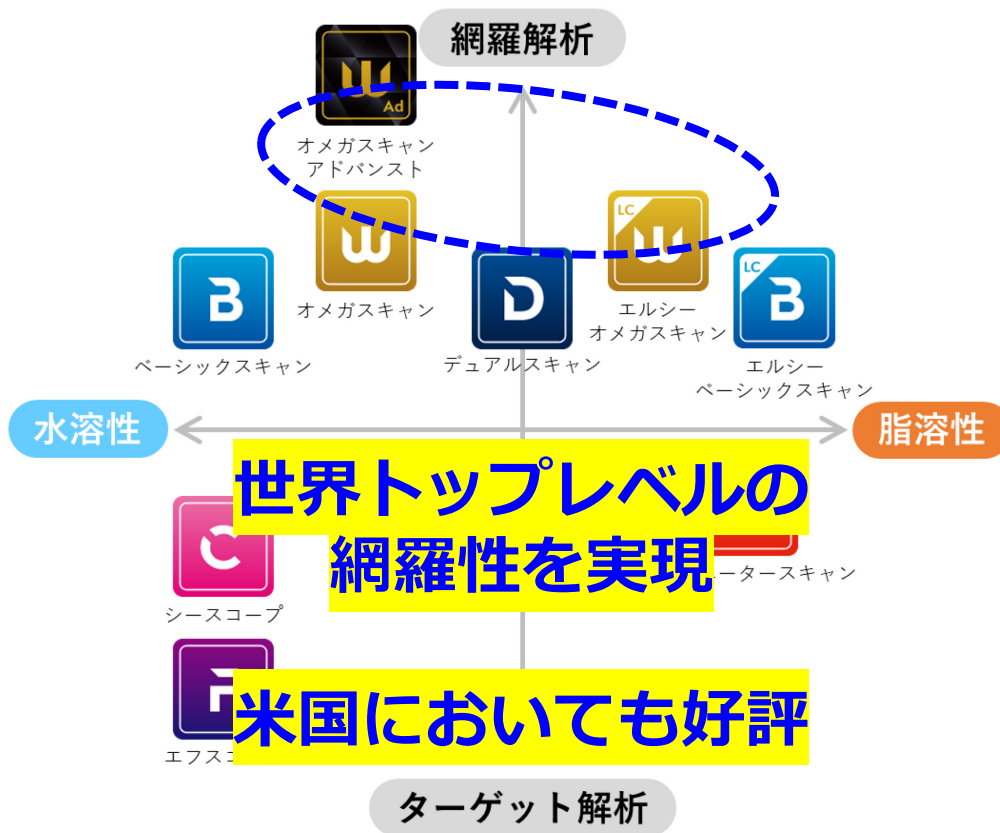 網羅解析
Ad
オメガスキャン
アドバンスト
LC
オメガスキャン
エルシー
オメガスキャン
B
D
LC
B
ベーシックスキャン
デュアルスキャン
エルシー
ベーシックスキャン
水溶性
脂溶性
世界トップレベルの
網羅性を実現
C
シースコープ
ータースキャン
米国においても好評
エフスコ
ターゲット解析